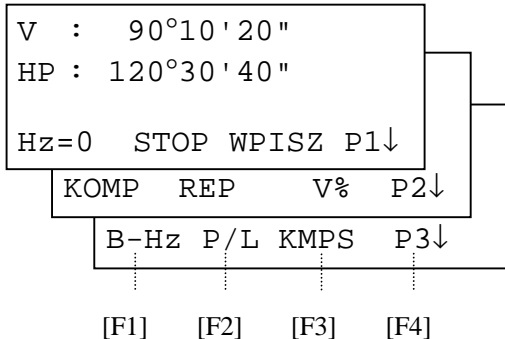 V : 90°10'20"
HP : 120°30'40"
Hz=0 STOP WPISZ P1↓
KOMP REP V% P2↓
B-Hz P/L KMPS P3↓
[F1] [F2] [F3] [F4]